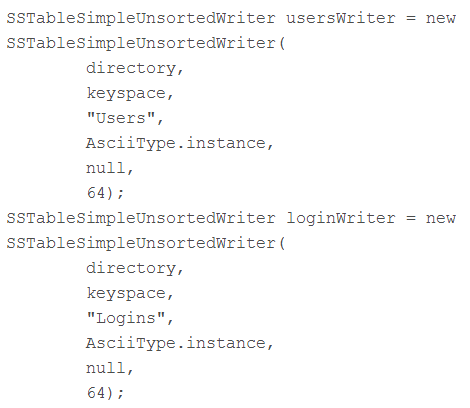 SSTableSimpleUnsortedWriter usersWriter = new
SSTableSimpleUnsortedWriter(
        directory,
        keyspace,
        "Users",
        AsciiType.instance,
        null,
        64);
SSTableSimpleUnsortedWriter loginWriter = new
SSTableSimpleUnsortedWriter(
        directory,
        keyspace,
        "Logins",
        AsciiType.instance,
        null,
        64);